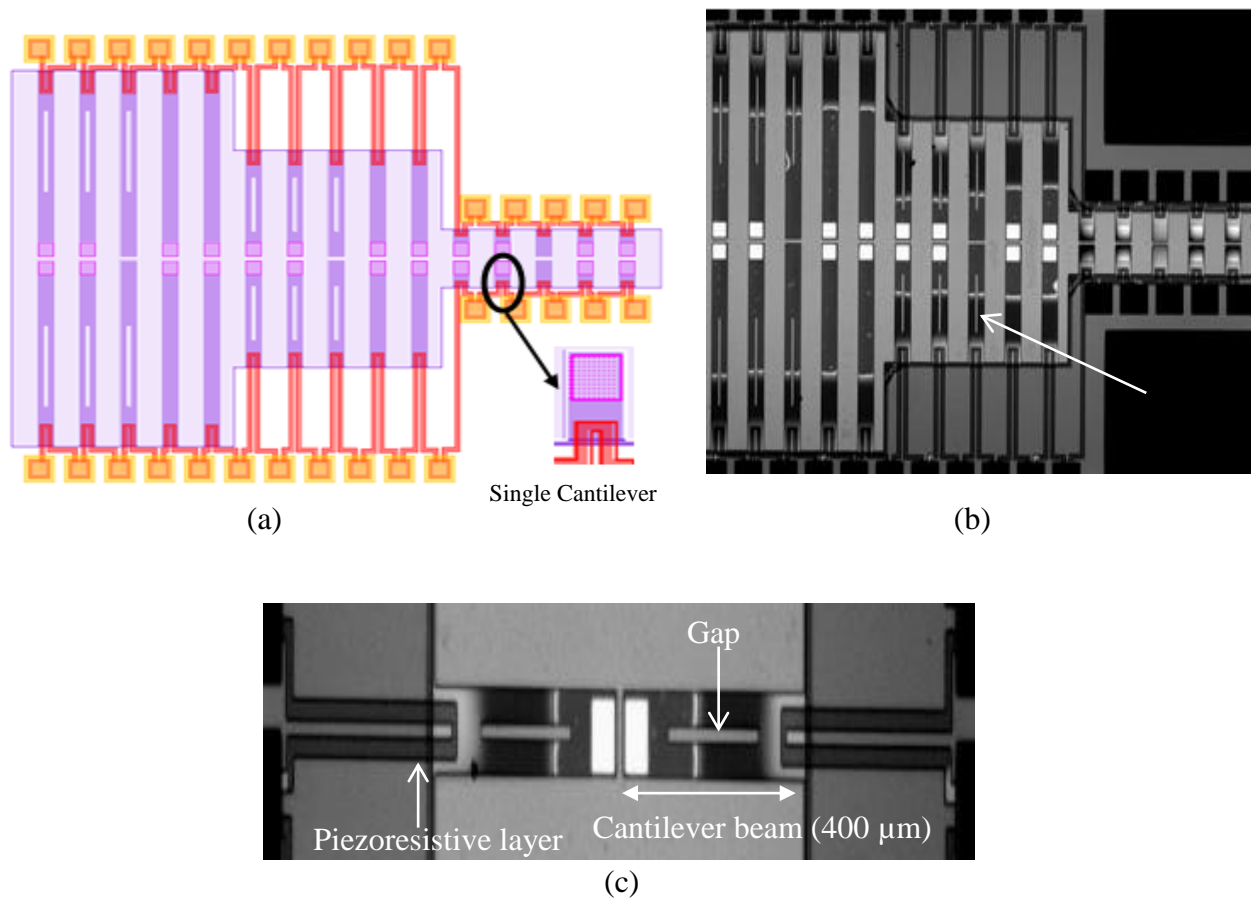 Single Cantilever
(a)
(b)
Gap
Piezoresistive layer
Cantilever beam (400 µm)
(c)